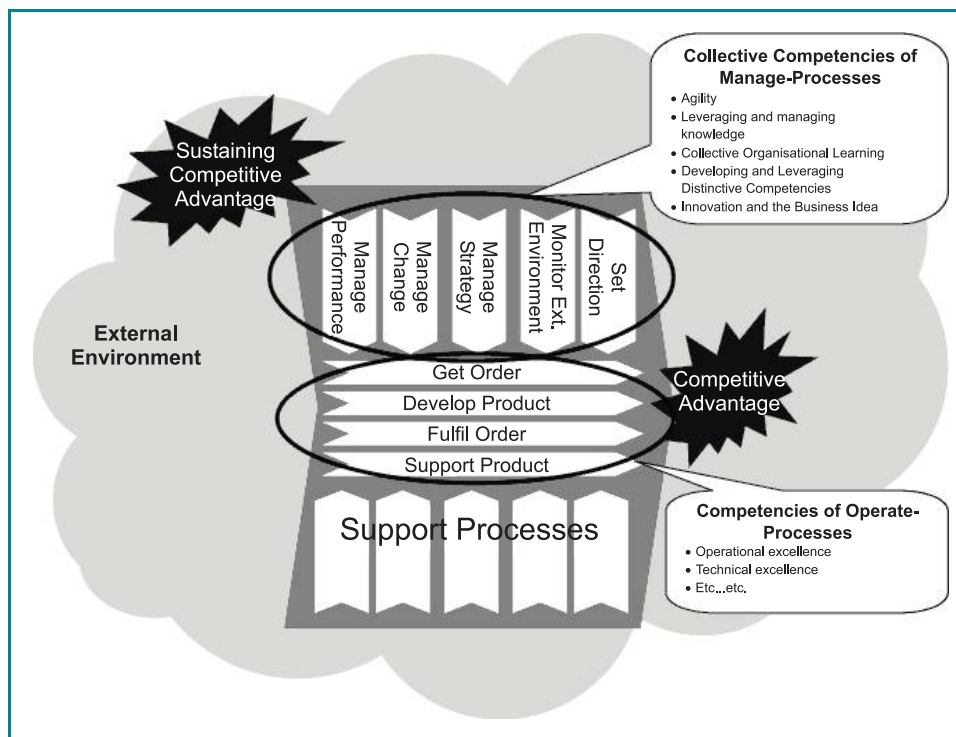 Collective Competencies of
Manage-Processes
• Agility
• Leveraging and managing
knowledge
• Collective Organisational Learning
• Developing and Leveraging
Distinctive Competencies
• Innovation and the Business Idea
Sustaining
Competitive
Advantage
Manage
Performance
Manage
Change
Manage
Strategy
Monitor Ext.
Environment
Set
Direction
External
Environment
Get Order
Develop Product
Fulfil Order
Support Product
Competitive
Advantage
Support Processes
Competencies of Operate-
Processes
• Operational excellence
• Technical excellence
• Etc...etc.